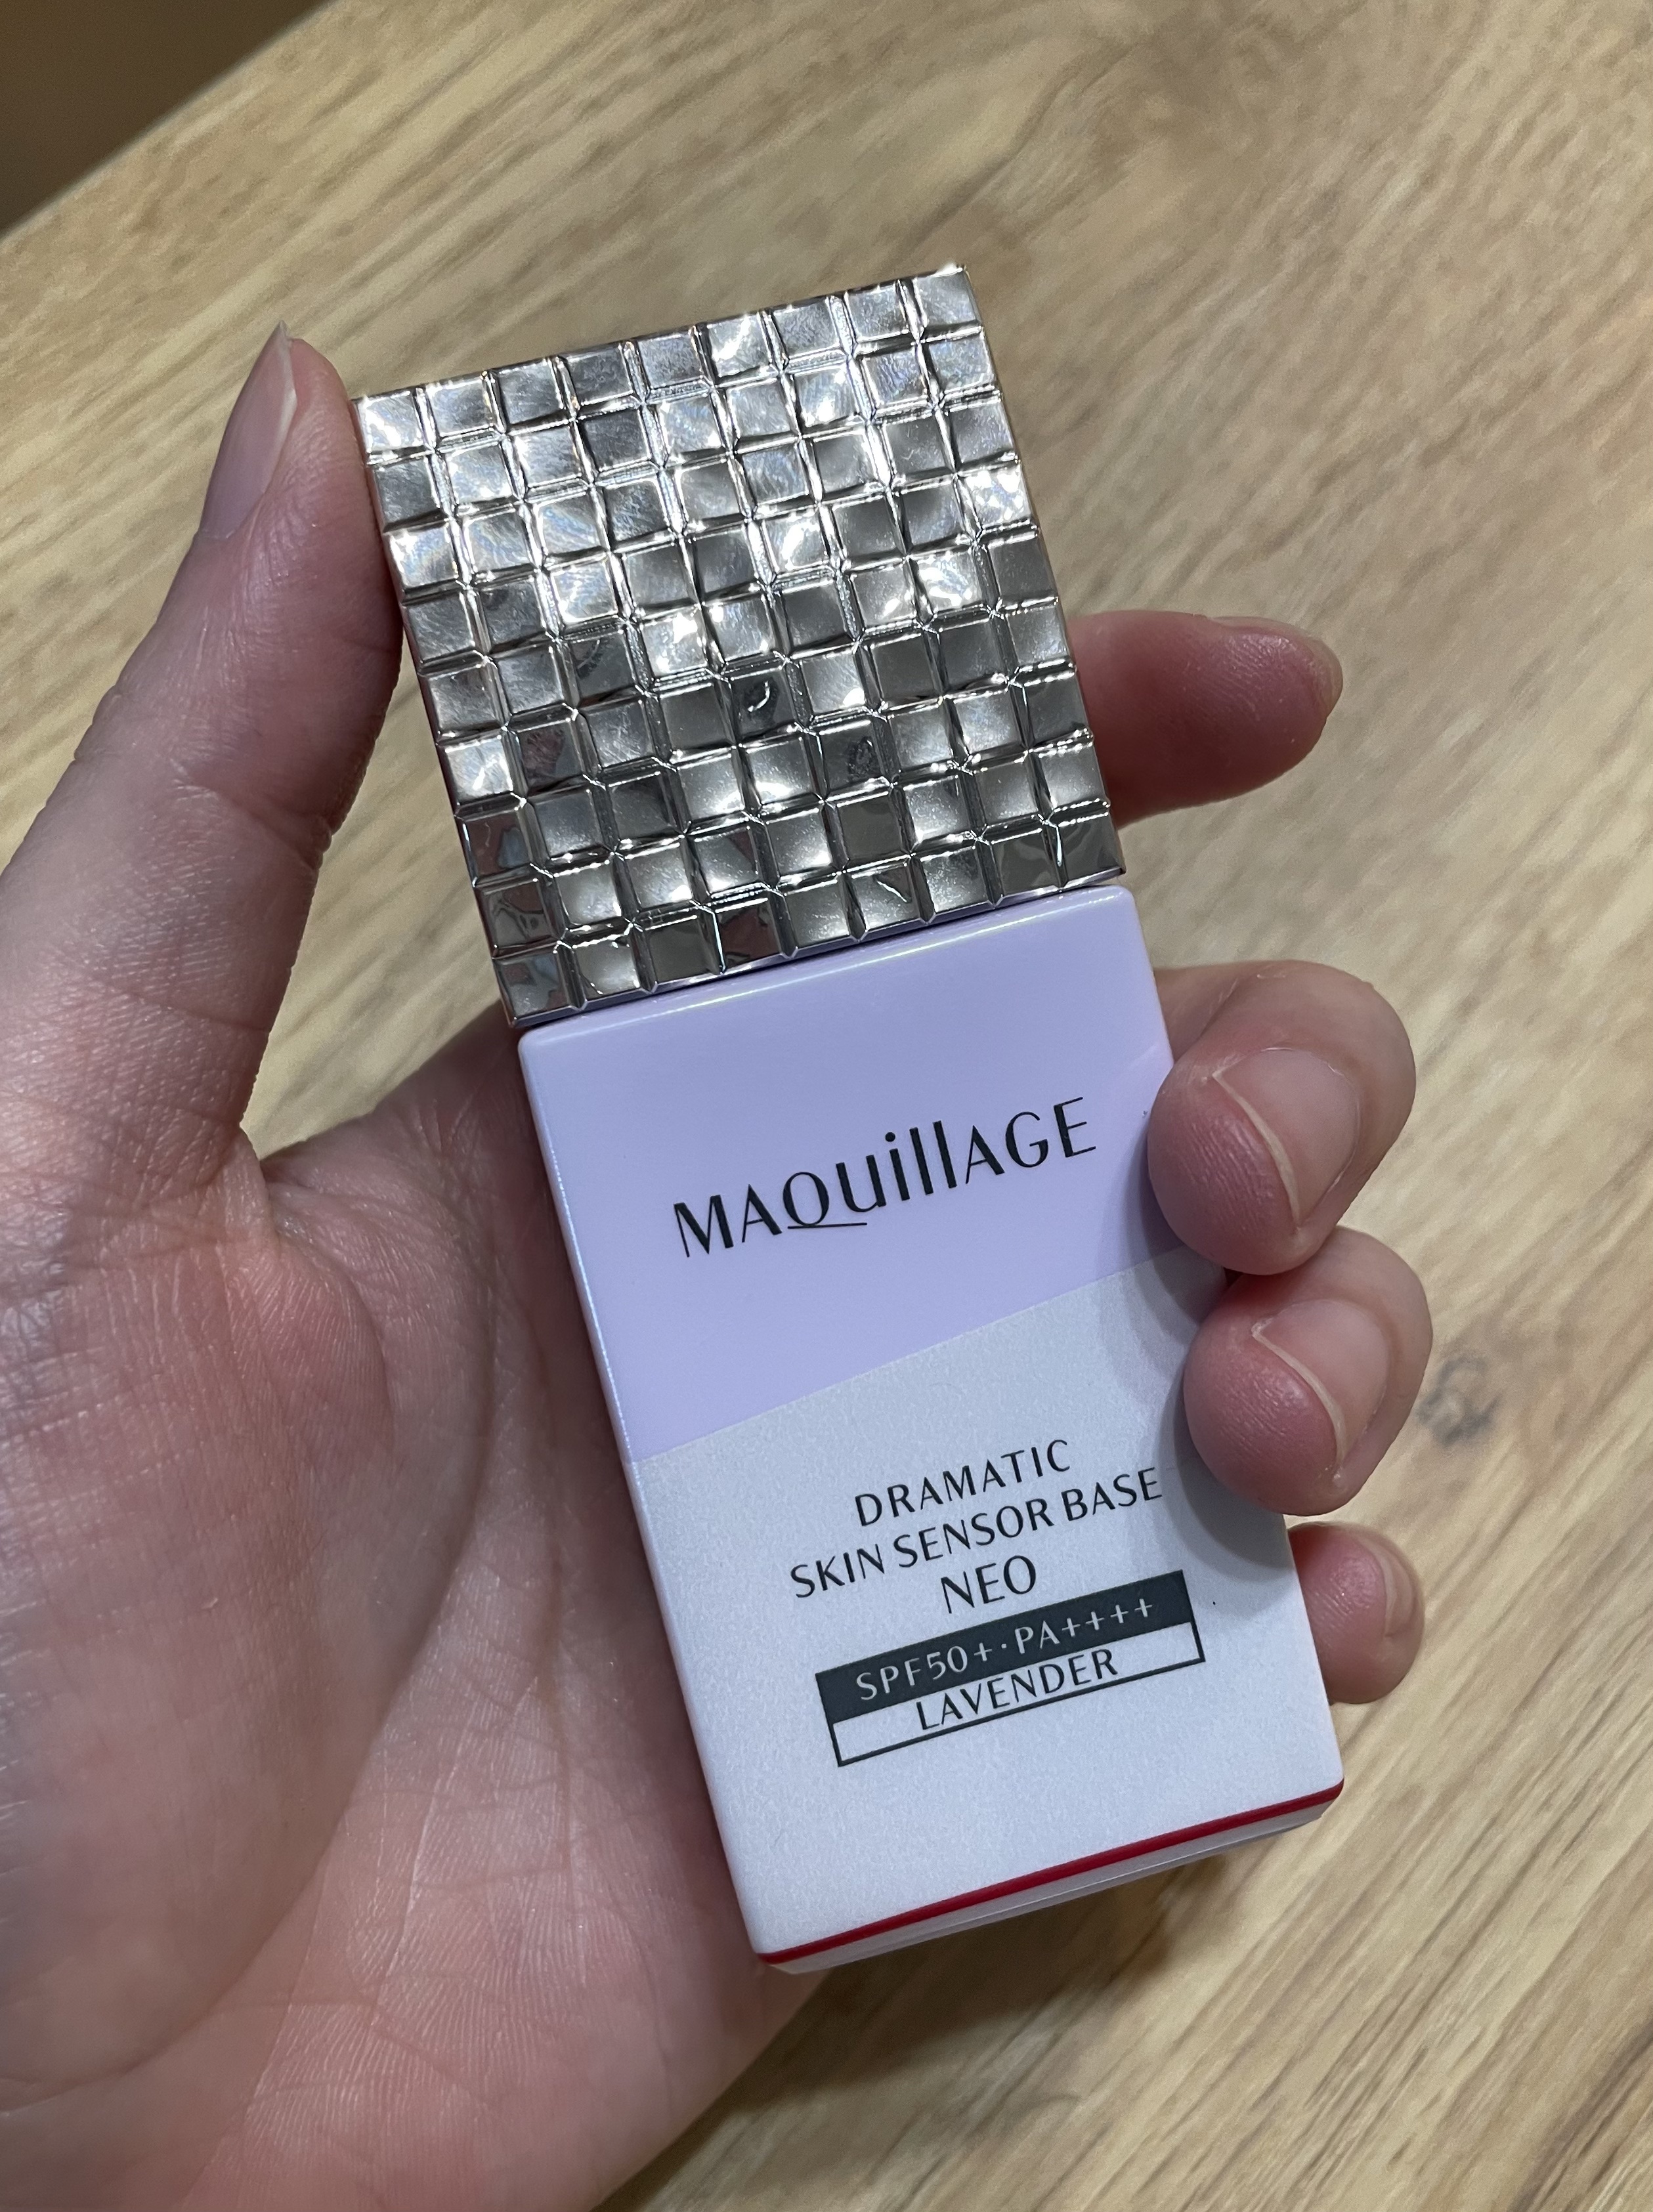 MAQuillAGE
DRAMATIC
SKIN SENSOR BASE
NEO
SPF50+・PA++++
LAVENDER